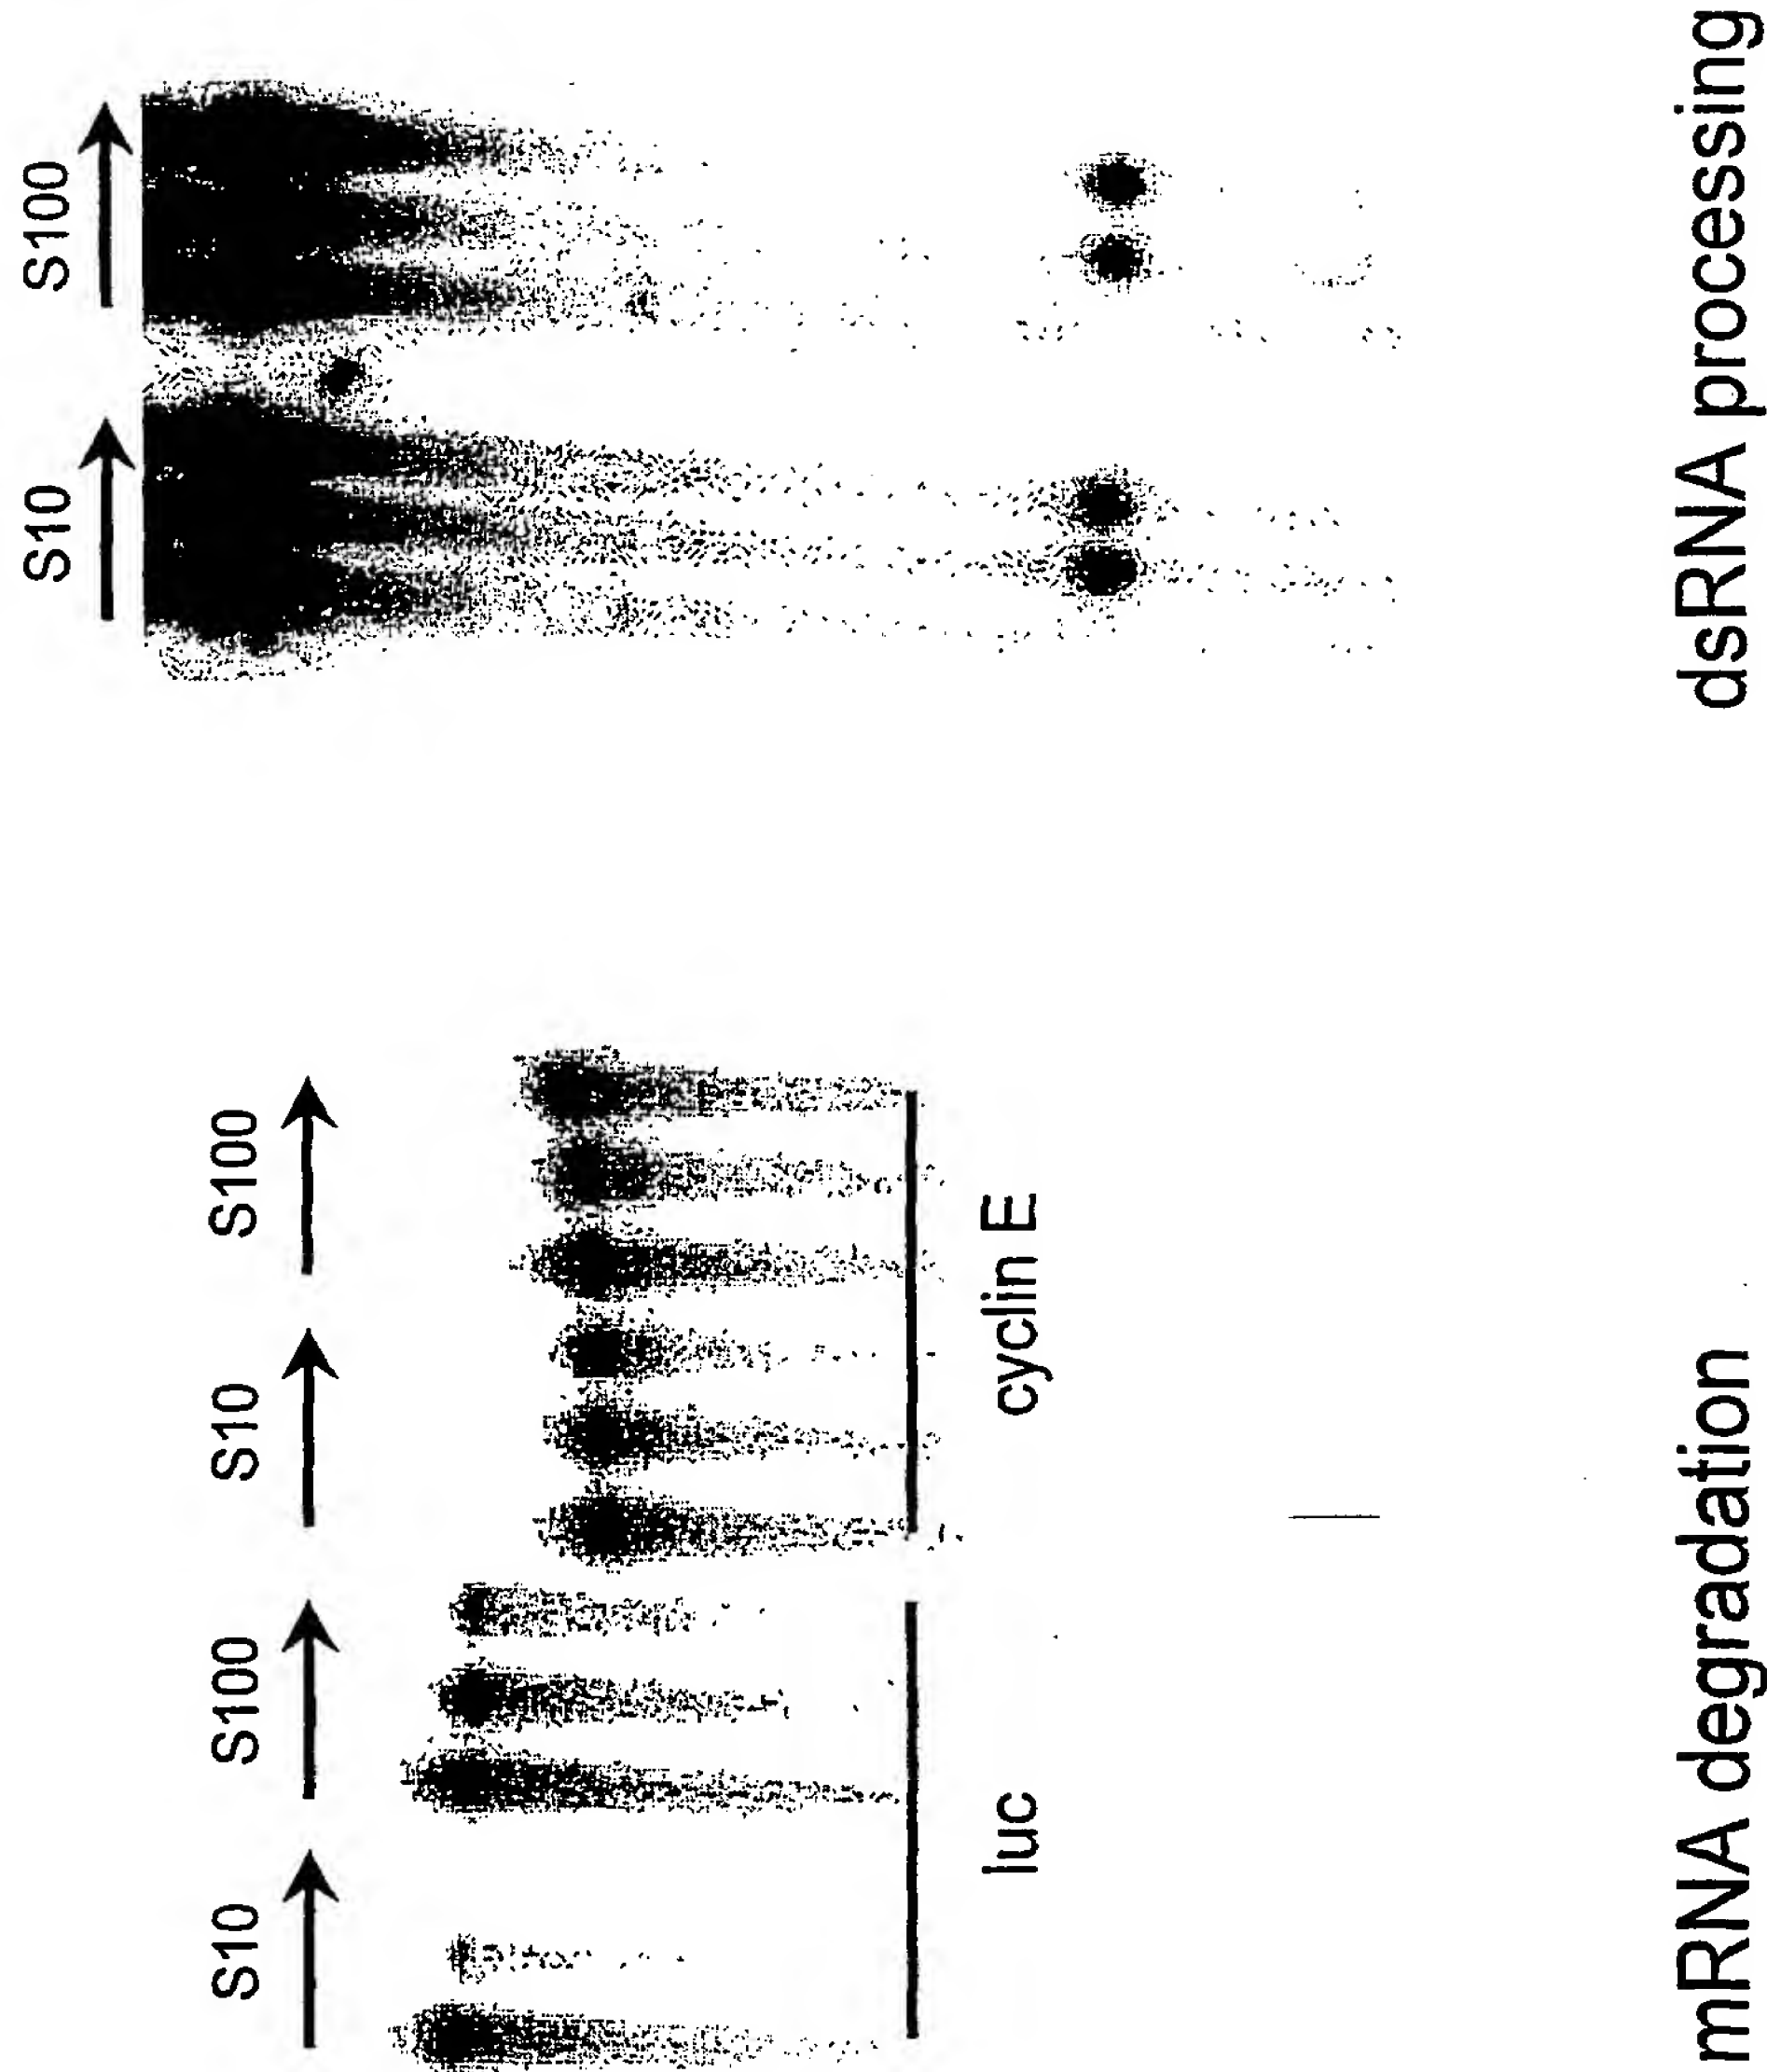 S10
S100
S10
S100
luc
cyclin E
mRNA degradation
S10
S100
dsRNA processing